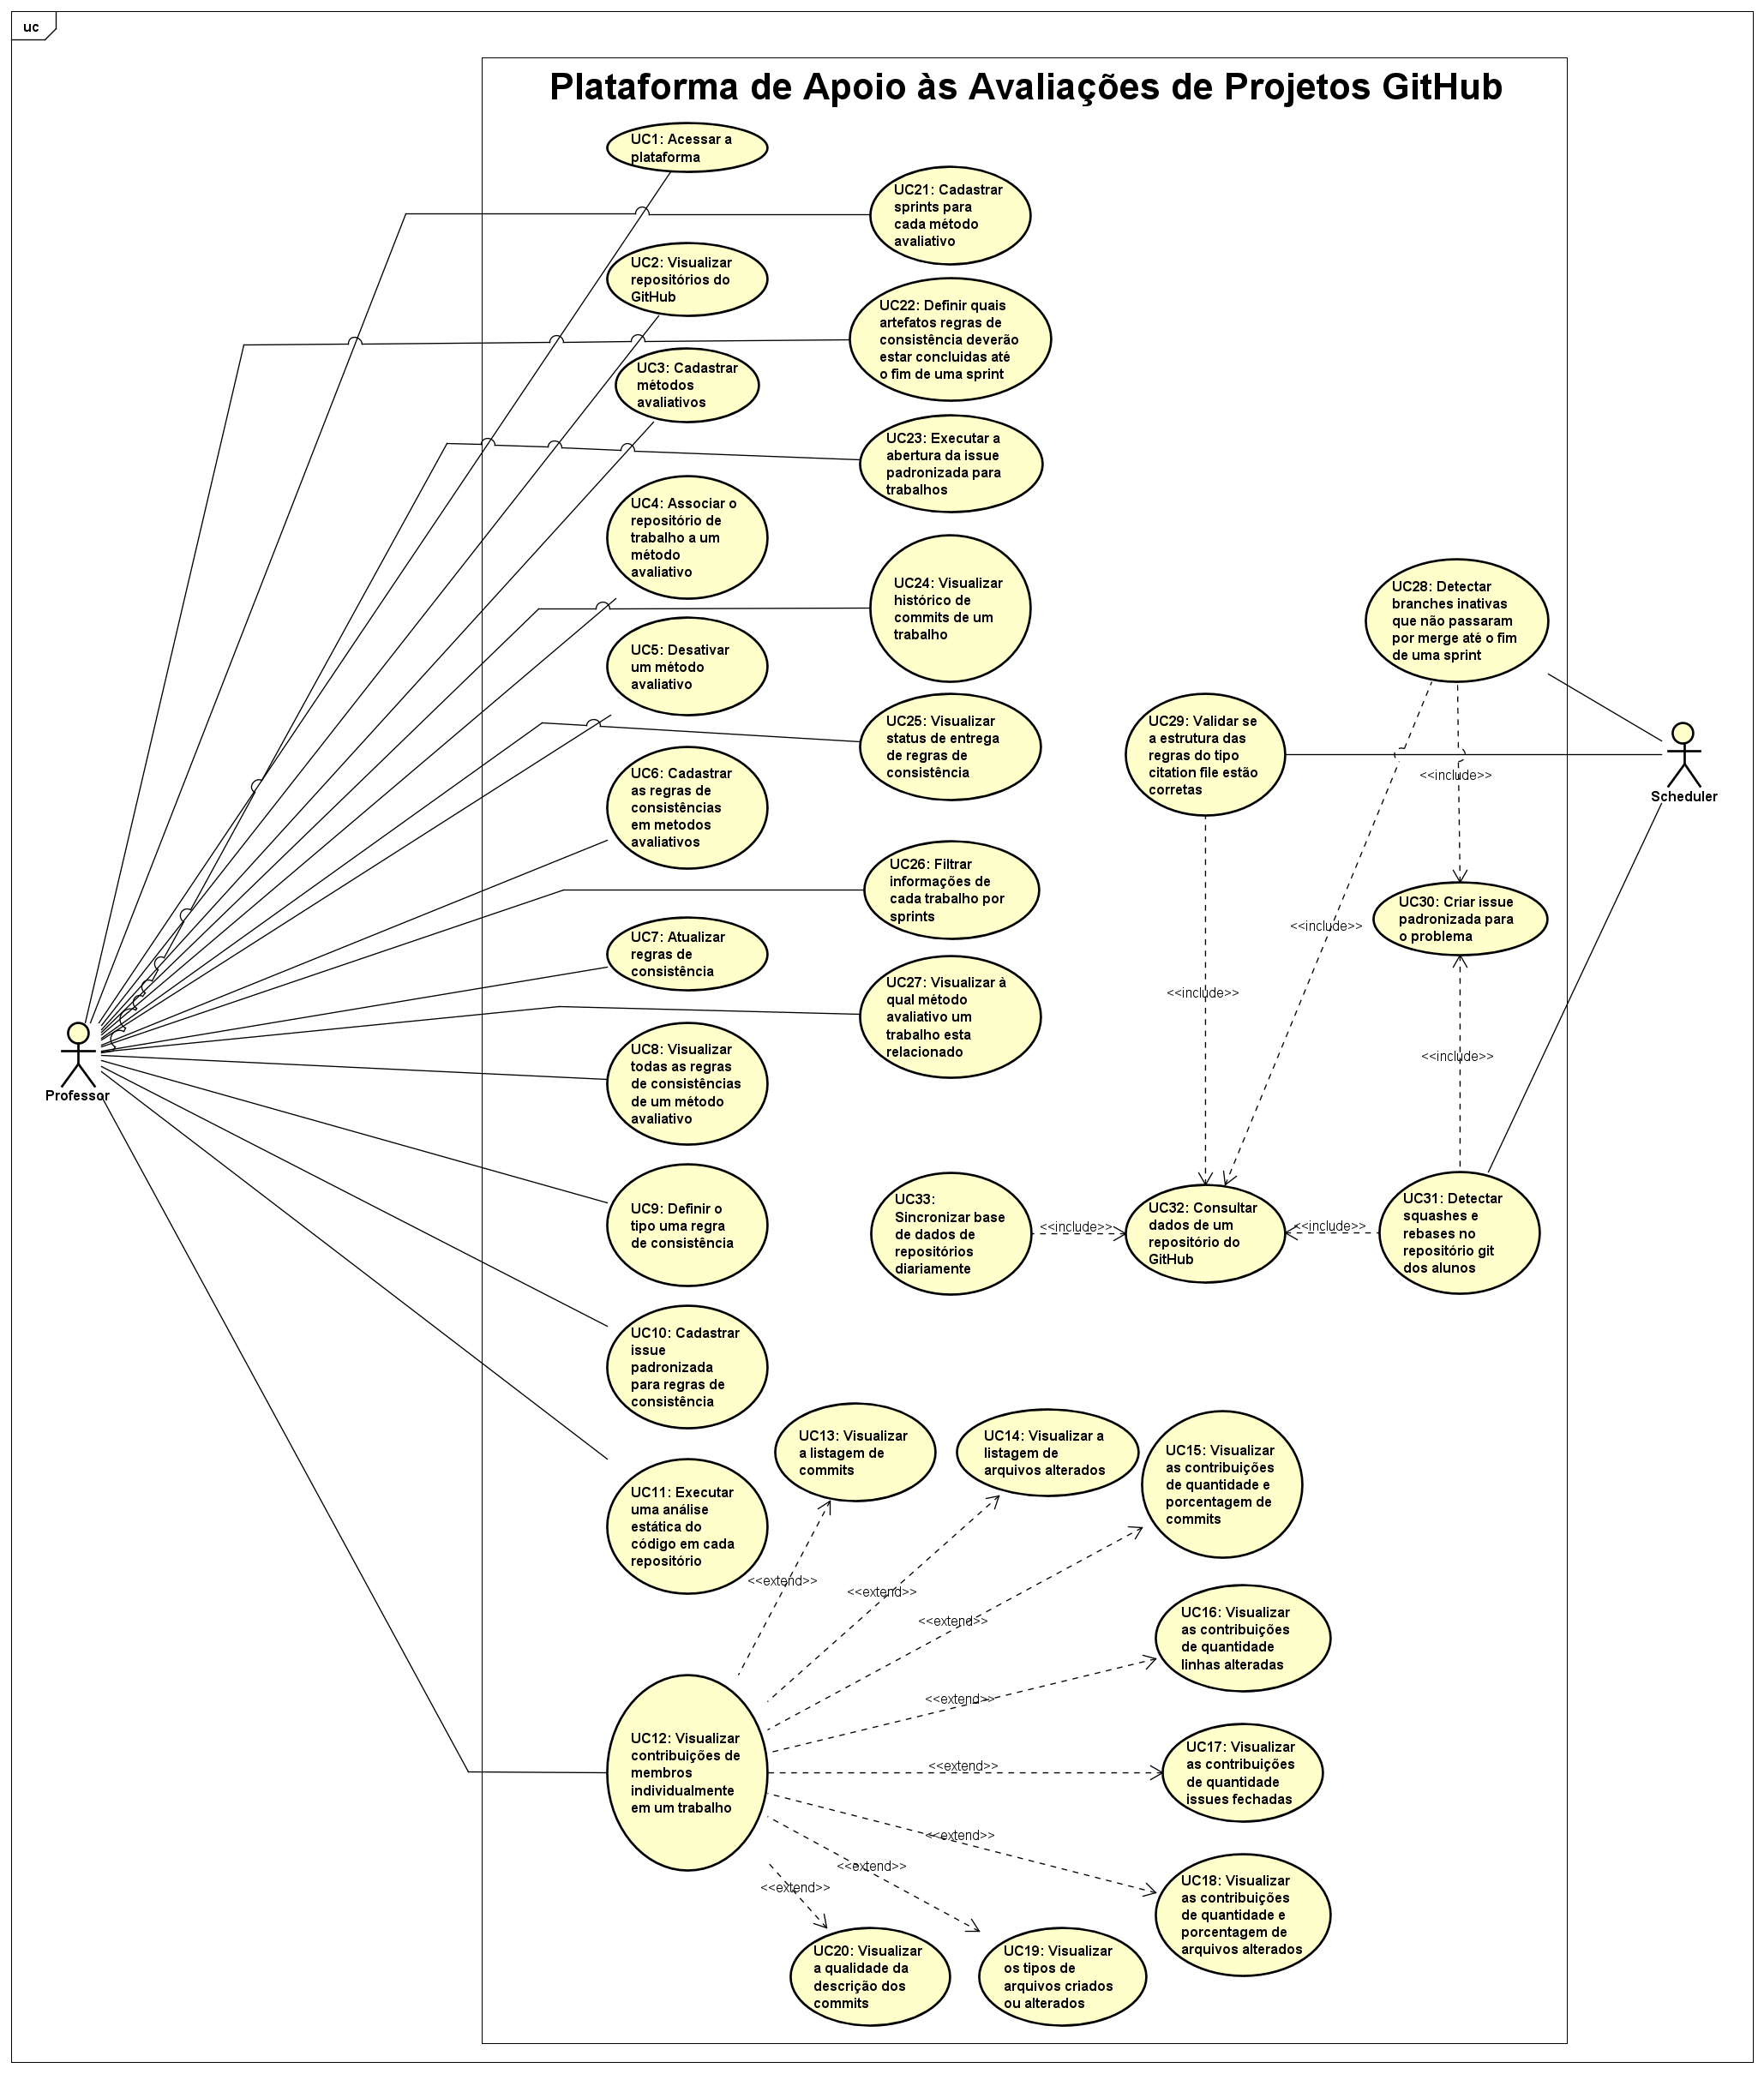 uc
Plataforma de Apoio às Avaliações de Projetos GitHub
UC1: Acessar a
plataforma
UC21: Cadastrar
sprints para
cada método
avaliativo
UC2: Visualizar
repositórios do
GitHub
UC22: Definir quais
artefatos regras de
consistência deverão
estar concluidas até
o fim de uma sprint
UC3: Cadastrar
métodos
avaliativos
UC23: Executar a
abertura da issue
padronizada para
trabalhos
UC4: Associar o
repositório de
trabalho a um
método
avaliativo
UC24: Visualizar
histórico de
commits de um
trabalho
UC28: Detectar
branches inativas
que não passaram
por merge até o fim
de uma sprint
UC5: Desativar
um método
avaliativo
UC25: Visualizar
status de entrega
de regras de
consistência
UC29: Validar se
a estrutura das
regras do tipo
citation file estão
corretas
<<include>>
Scheduler
UC6: Cadastrar
as regras de
consistências
em metodos
avaliativos
UC26: Filtrar
informações de
cada trabalho por
sprints
UC30: Criar issue
padronizada para
o problema
<<include>>
UC7: Atualizar
regras de
consistência
UC27: Visualizar à
qual método
avaliativo um
trabalho esta
relacionado
<<include>>
<<include>>
Professor
UC8: Visualizar
todas as regras
de consistências
de um método
avaliativo
UC9: Definir o
tipo uma regra
de consistência
UC33:
Sincronizar base
de dados de
repositórios
diariamente
<<include>>
UC32: Consultar
dados de um
repositório do
GitHub
<<include>>
UC31: Detectar
squashes e
rebases no
repositório git
dos alunos
UC10: Cadastrar
issue
padronizada
para regras de
consistência
UC13: Visualizar
a listagem de
commits
UC14: Visualizar a
listagem de
arquivos alterados
UC15: Visualizar
as contribuições
de quantidade e
porcentagem de
commits
UC11: Executar
uma análise
estática do
código em cada
repositório
<<extend>>
<<extend>>
<<extend>>
UC16: Visualizar
as contribuições
de quantidade
linhas alteradas
<<extend>>
UC12: Visualizar
contribuições de
membros
individualmente
em um trabalho
<<extend>>
UC17: Visualizar
as contribuições
de quantidade
issues fechadas
<<extend>>
<<extend>>
<<extend>>
UC18: Visualizar
as contribuições
de quantidade e
porcentagem de
arquivos alterados
UC20: Visualizar
a qualidade da
descrição dos
commits
UC19: Visualizar
os tipos de
arquivos criados
ou alterados